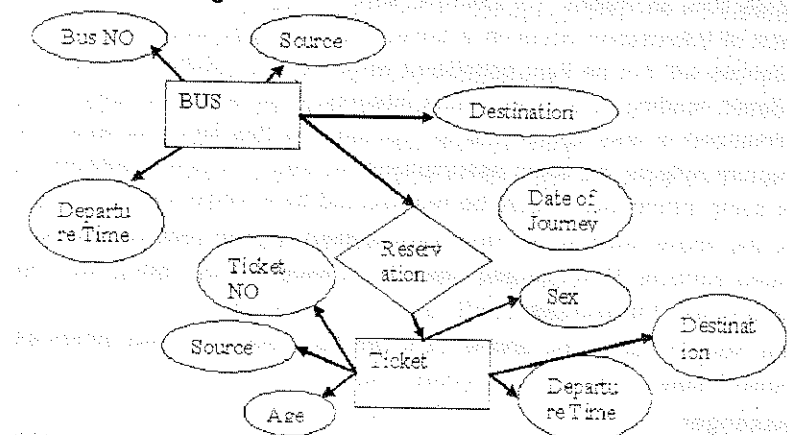 Bus NO
Source
BUS
Destination
Departu
re Time
Date of
Journey
Reserv
ation
Ticket
NO
Sex
Source
Ticket
Destinat
ion
Age
Departu
re Time